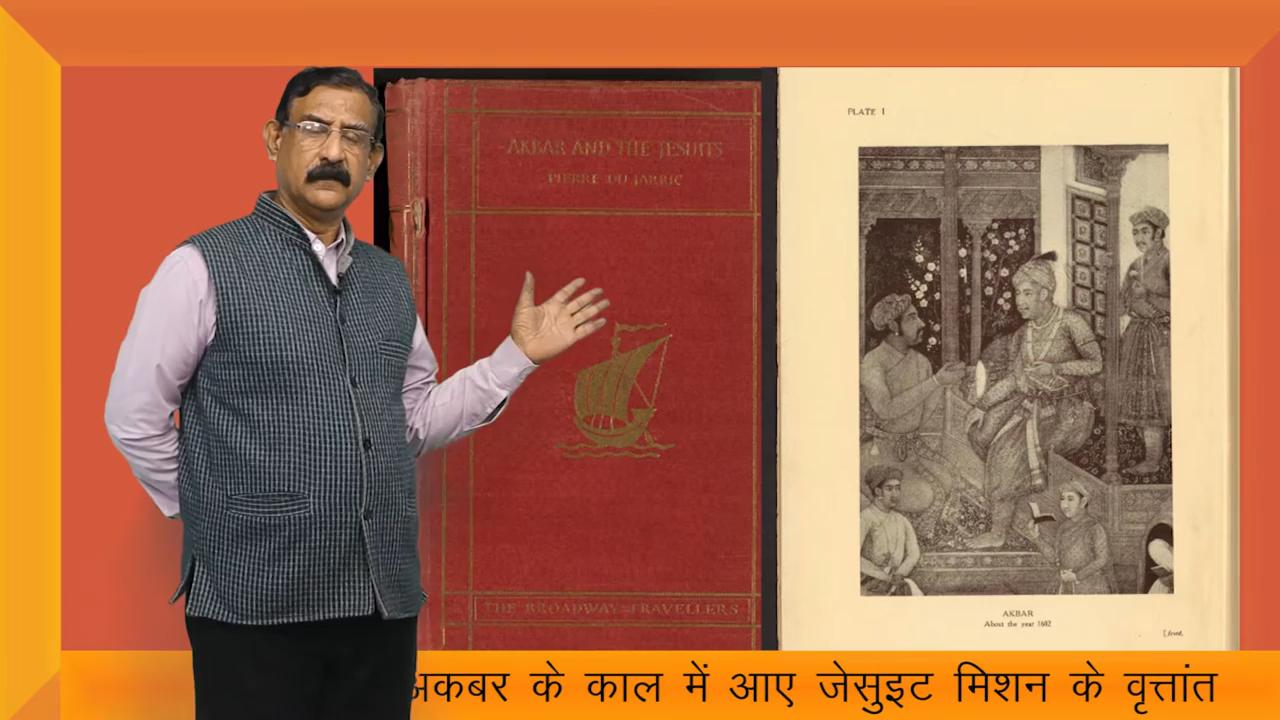 AKBAR AND THE JESUITS
PIERRE DU JARRIC
THE BROADWAY TRAVELLERS
PLATE I
AKBAR
About the year 1602
[front.
अकबर के काल में आए जेसुइट मिशन के वृत्तांत